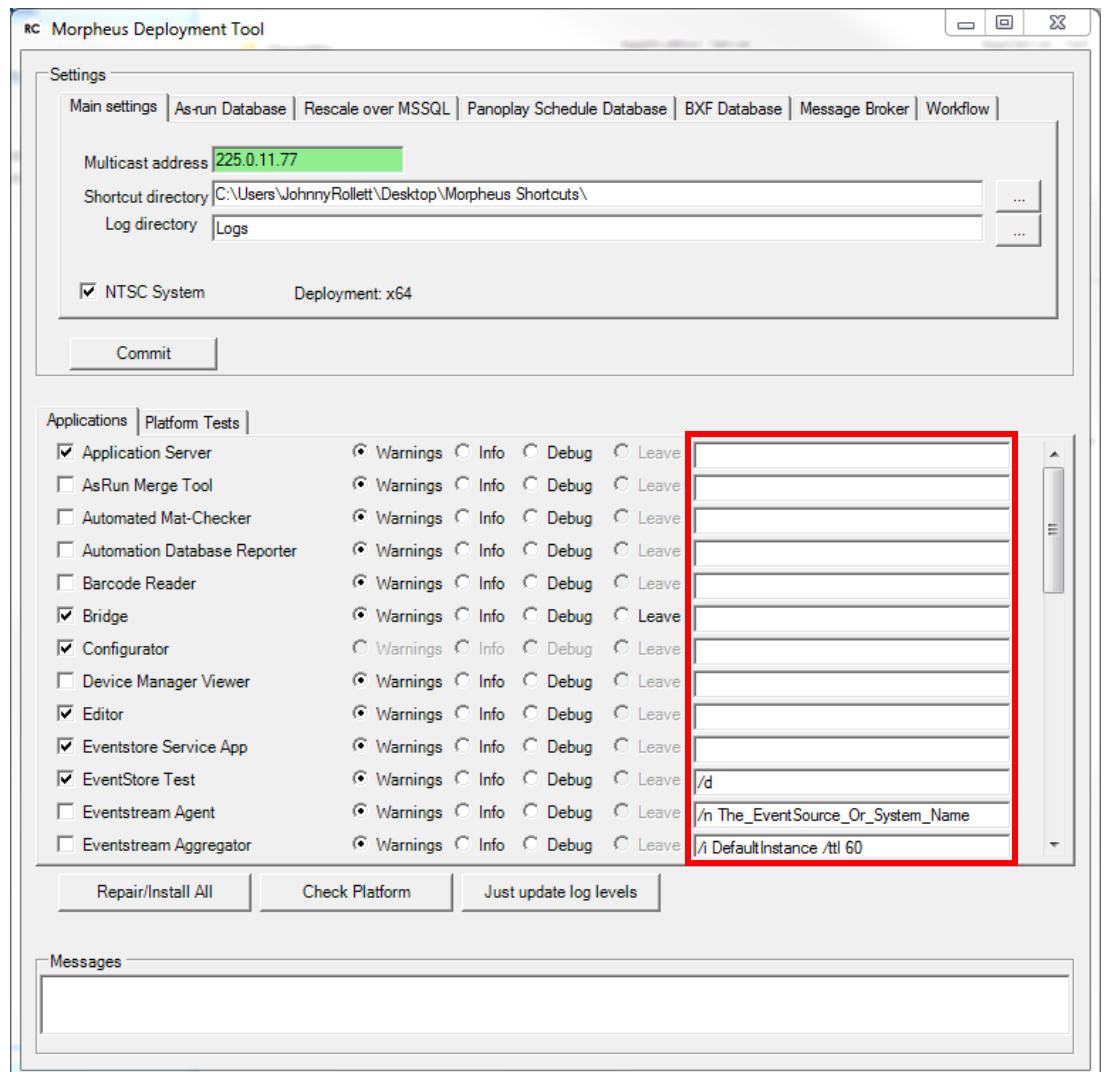 RC Morpheus Deployment Tool
Settings
Main settings As-run Database Rescale over MSSQL Panoplay Schedule Database BXF Database Message Broker Workflow
Multicast address 225.0.11.77
Shortcut directory C:\Users\JohnnyRollett\Desktop\Morpheus Shortcuts\ ...
Log directory Logs ...
NTSC System Deployment: x64
Commit
Applications Platform Tests
Application Server Warnings Info Debug Leave
AsRun Merge Tool Warnings Info Debug Leave
Automated Mat-Checker Warnings Info Debug Leave
Automation Database Reporter Warnings Info Debug Leave
Barcode Reader Warnings Info Debug Leave
Bridge Warnings Info Debug Leave
Configurator Warnings Info Debug Leave
Device Manager Viewer Warnings Info Debug Leave
Editor Warnings Info Debug Leave
Eventstore Service App Warnings Info Debug Leave
EventStore Test Warnings Info Debug Leave /d
Eventstream Agent Warnings Info Debug Leave /n The_EventSource_Or_System_Name
Eventstream Aggregator Warnings Info Debug Leave /i DefaultInstance /ttl 60
Repair/Install All Check Platform Just update log levels
Messages